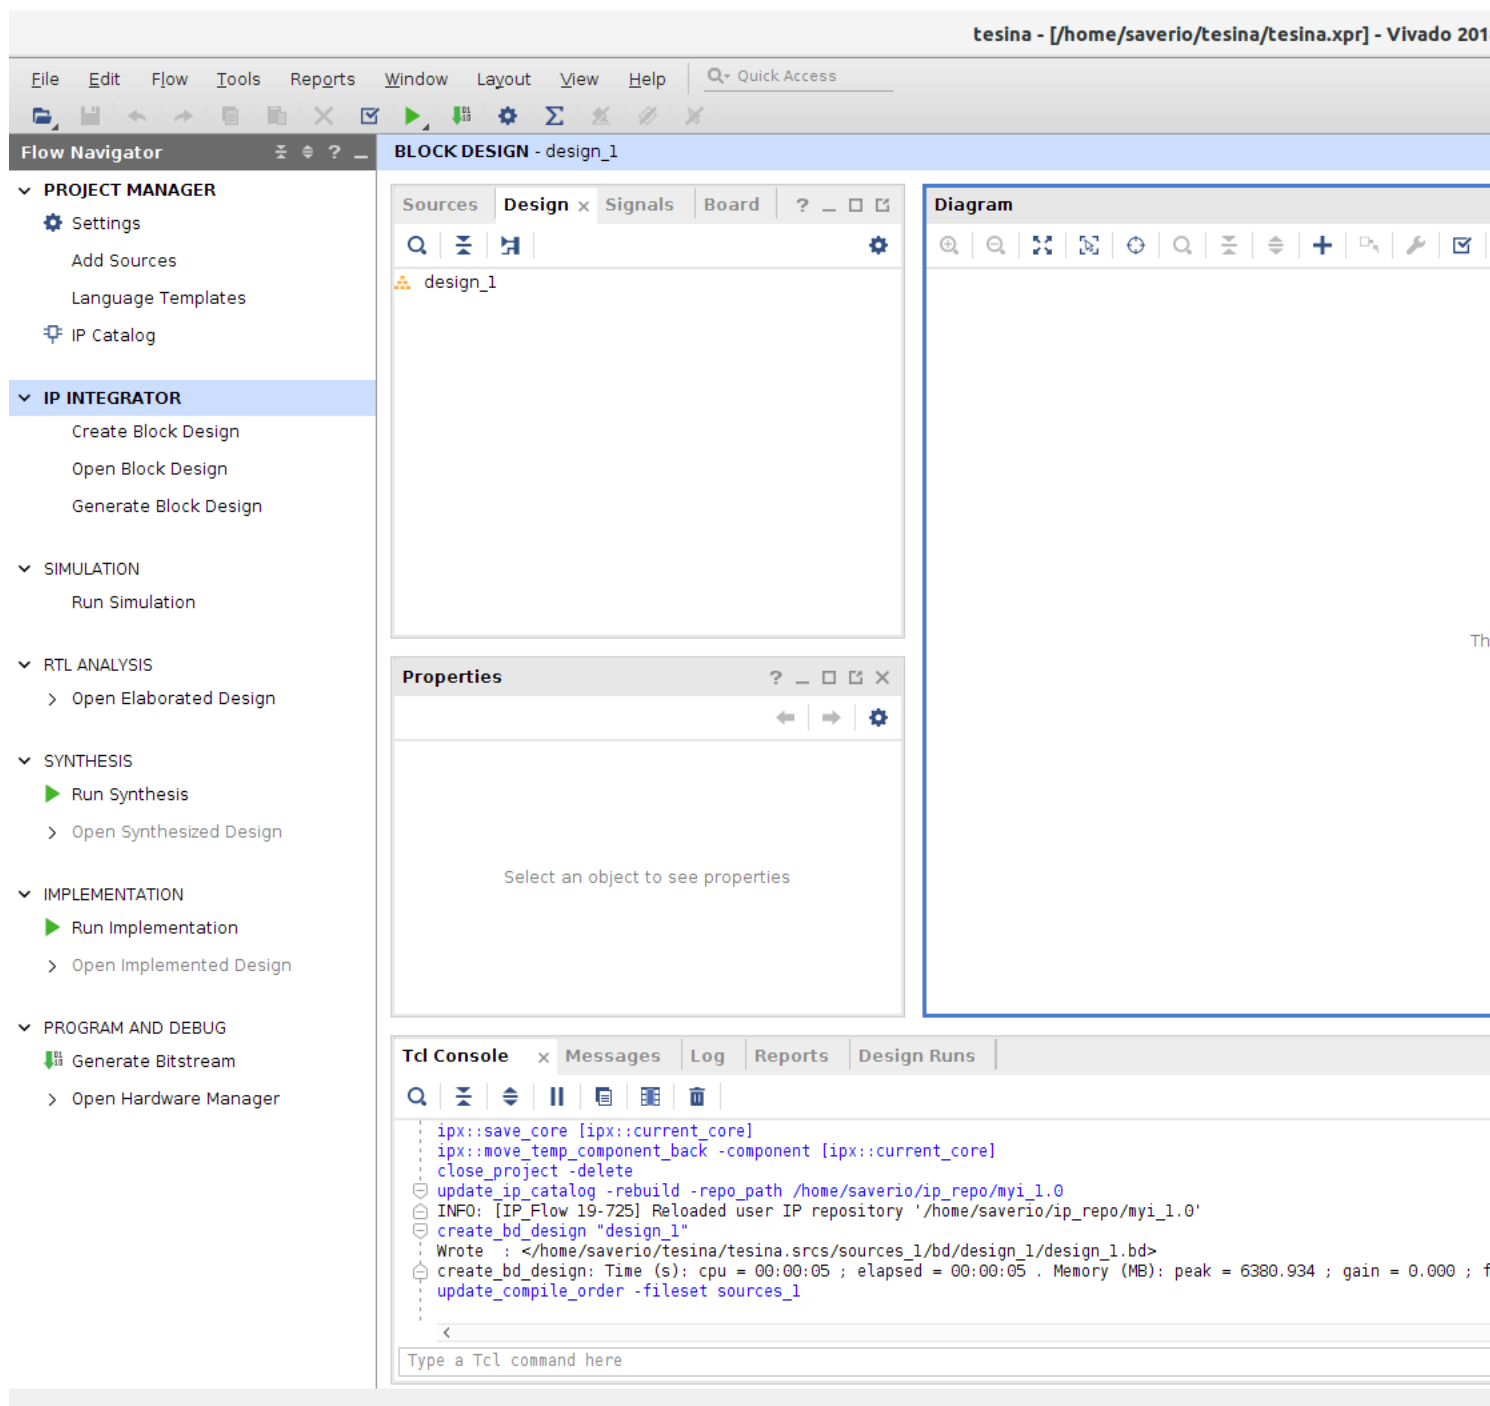 tesina - [/home/saverio/tesina/tesina.xpr] - Vivado 201
File Edit Flow Tools Reports Window Layout View Help Quick Access
Flow Navigator
BLOCK DESIGN - design_1
PROJECT MANAGER
Settings
Add Sources
Language Templates
IP Catalog
IP INTEGRATOR
Create Block Design
Open Block Design
Generate Block Design
SIMULATION
Run Simulation
RTL ANALYSIS
Open Elaborated Design
SYNTHESIS
Run Synthesis
Open Synthesized Design
IMPLEMENTATION
Run Implementation
Open Implemented Design
PROGRAM AND DEBUG
Generate Bitstream
Open Hardware Manager
Sources Design Signals Board
design_1
Properties
Select an object to see properties
Diagram
Th
Tcl Console Messages Log Reports Design Runs
ipx::save_core [ipx::current_core]
ipx::move_temp_component_back -component [ipx::current_core]
close_project -delete
update_ip_catalog -rebuild -repo_path /home/saverio/ip_repo/myi_1.0
INFO: [IP_Flow 19-725] Reloaded user IP repository '/home/saverio/ip_repo/myi_1.0'
create_bd_design "design_1"
Wrote : </home/saverio/tesina/tesina.srcs/sources_1/bd/design_1/design_1.bd>
create_bd_design: Time (s): cpu = 00:00:05 ; elapsed = 00:00:05 . Memory (MB): peak = 6380.934 ; gain = 0.000 ; f
update_compile_order -fileset sources_1
Type a Tcl command here